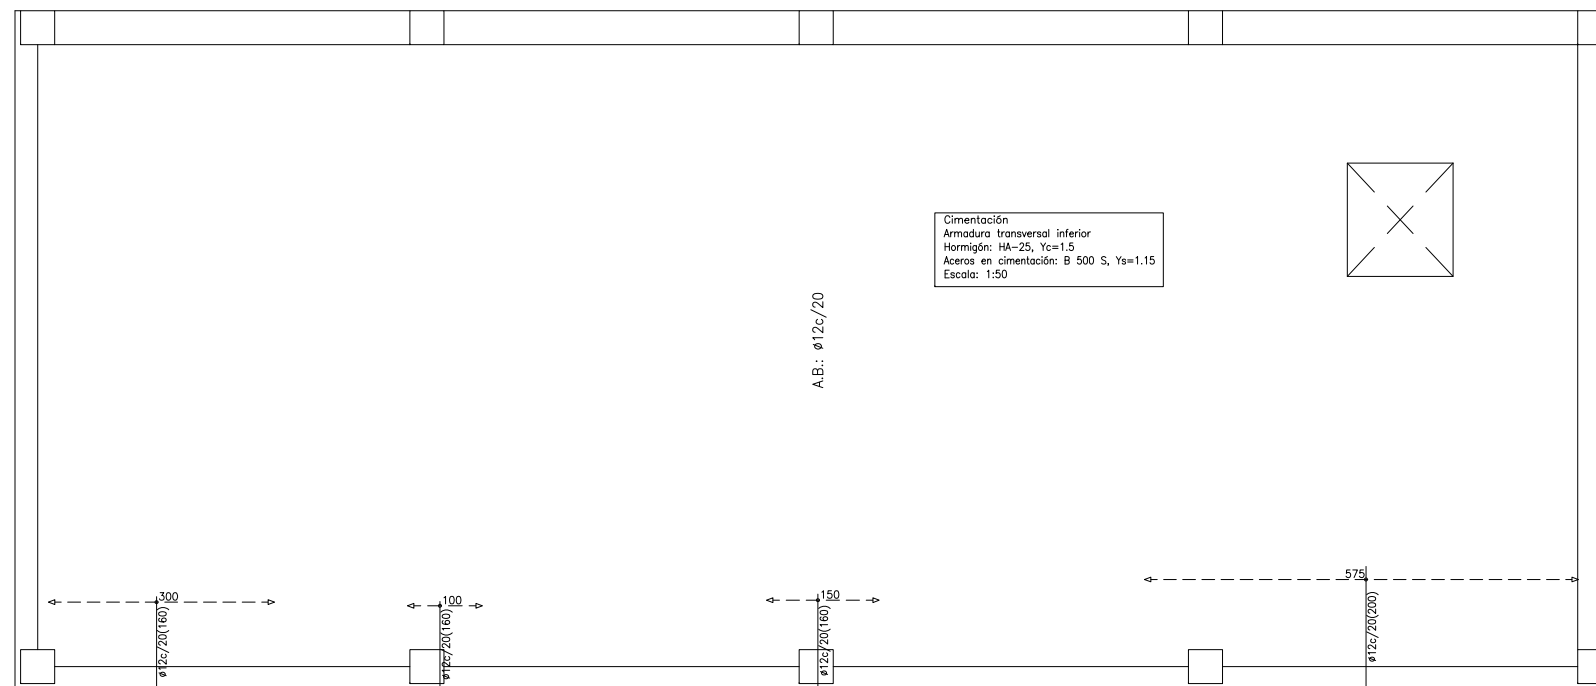 Cimentación
Armadura transversal inferior
Hormigón: HA-25, Yc=1.5
Aceros en cimentación: B 500 S, Ys=1.15
Escala: 1:50
A.B.: ø12c/20
300
ø12c/20(160)
100
ø12c/20(160)
150
ø12c/20(160)
575
ø12c/20(200)